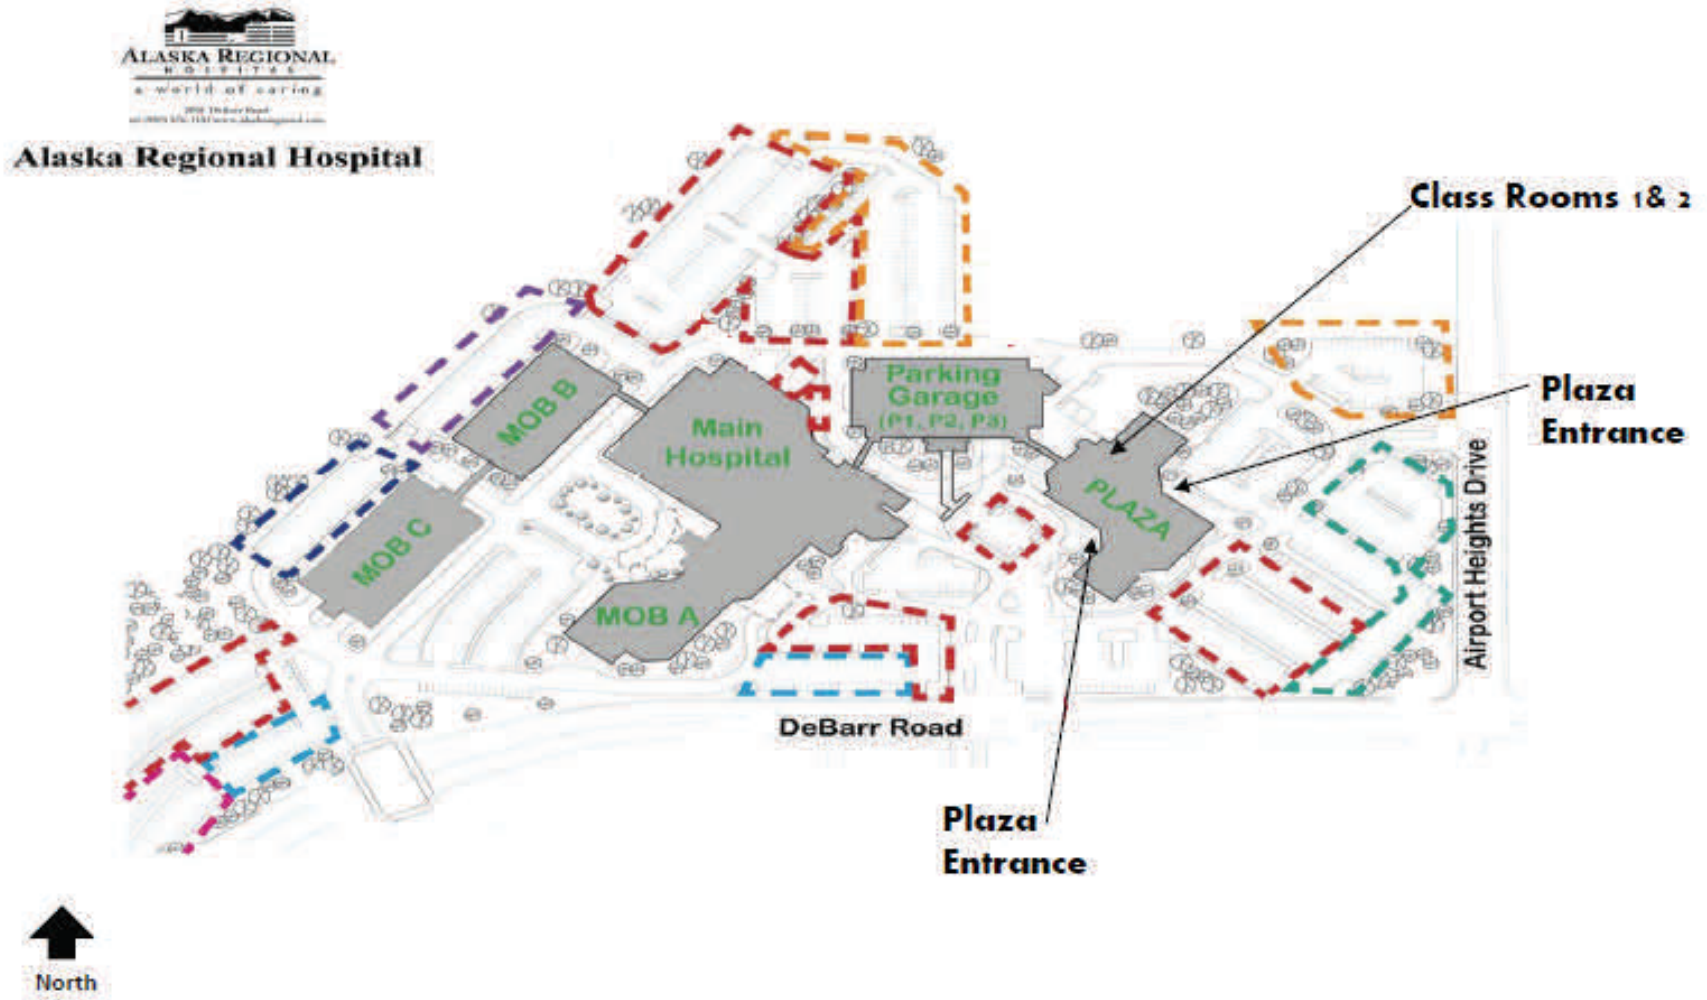 ALASKA REGIONAL
HOSPITAL
a world of caring
Alaska Regional Hospital
Class Rooms 1& 2
Plaza
Entrance
Parking
Garage
(P1, P2, P3)
MOB B
Main
Hospital
PLAZA
MOB C
MOB A
Airport Heights Drive
DeBarr Road
Plaza
Entrance
North